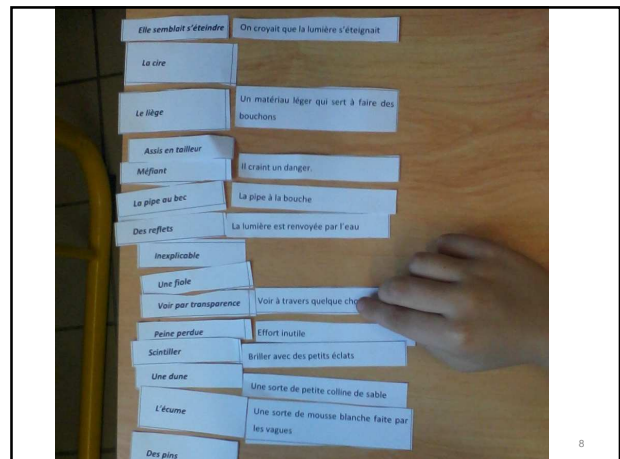 Elle semblait s'éteindre On croyait que la lumière s'éteignait
La cire
Le liège Un matériau léger qui sert à faire des
bouchons
Assis en tailleur
Méfiant Il craint un danger.
La pipe au bec La pipe à la bouche
Des reflets La lumière est renvoyée par l'eau
Inexplicable
Une fiole
Voir par transparence Voir à travers quelque
Peine perdue Effort inutile
Scintiller Briller avec des petits éclats
Une dune Une sorte de petite colline de sable
L'écume Une sorte de mousse blanche faite par
les vagues
Des pins
8